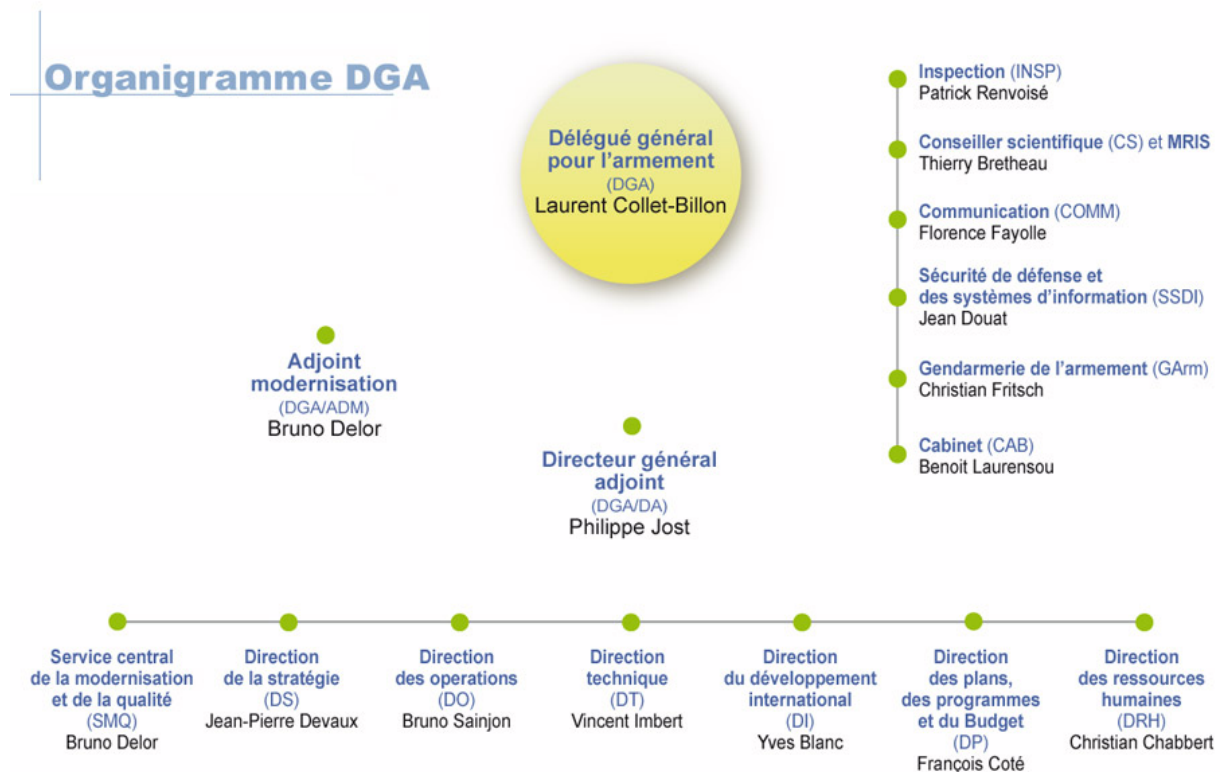 Organigramme DGA
Délégué général
pour l'armement
(DGA)
Laurent Collet-Billon
Inspection (INSP)
Patrick Renvoisé
Conseiller scientifique (CS) et MRIS
Thierry Bretheau
Communication (COMM)
Florence Fayolle
Sécurité de défense et
des systèmes d'information (SSDI)
Jean Douat
Gendarmerie de l'armement (GArm)
Christian Fritsch
Cabinet (CAB)
Benoit Laurensou
Adjoint
modernisation
(DGA/ADM)
Bruno Delor
Directeur général
adjoint
(DGA/DA)
Philippe Jost
Service central
de la modernisation
et de la qualité
(SMQ)
Bruno Delor
Direction
de la stratégie
(DS)
Jean-Pierre Devaux
Direction
des operations
(DO)
Bruno Sainjon
Direction
technique
(DT)
Vincent Imbert
Direction
du développement
international
(DI)
Yves Blanc
Direction
des plans,
des programmes
et du Budget
(DP)
François Coté
Direction
des ressources
humaines
(DRH)
Christian Chabbert